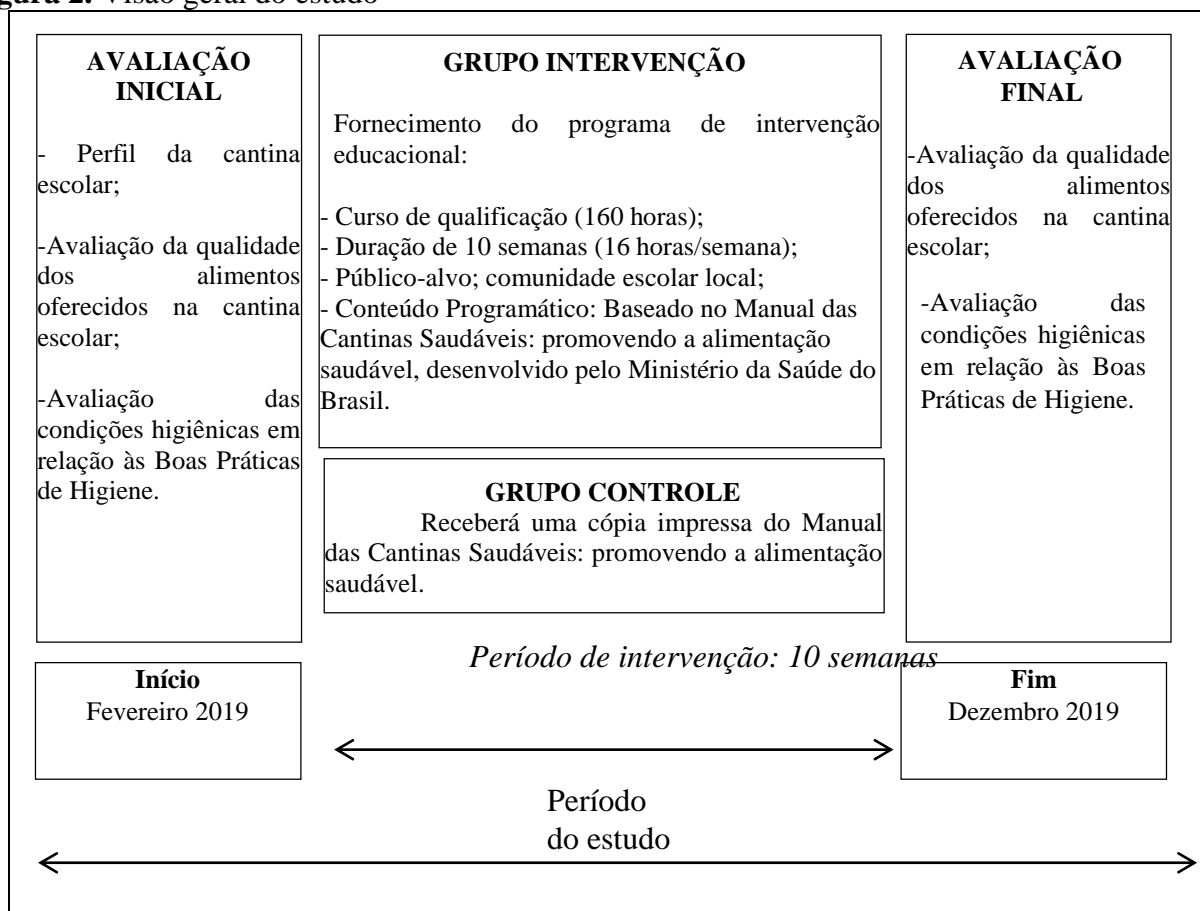 gura 2. Visão geral do estudo
AVALIAÇÃO
INICIAL
- Perfil da cantina
escolar;
-Avaliação da qualidade
dos alimentos
oferecidos na cantina
escolar;
-Avaliação das
condições higiênicas em
relação às Boas Práticas
de Higiene.
GRUPO INTERVENÇÃO
Fornecimento do programa de intervenção
educacional:
- Curso de qualificação (160 horas);
- Duração de 10 semanas (16 horas/semana);
- Público-alvo; comunidade escolar local;
- Conteúdo Programático: Baseado no Manual das
Cantinas Saudáveis: promovendo a alimentação
saudável, desenvolvido pelo Ministério da Saúde do
Brasil.
GRUPO CONTROLE
Receberá uma cópia impressa do Manual
das Cantinas Saudáveis: promovendo a alimentação
saudável.
AVALIAÇÃO
FINAL
-Avaliação da qualidade
dos alimentos
oferecidos na cantina
escolar;
-Avaliação das
condições higiênicas
em relação às Boas
Práticas de Higiene.
Período de intervenção: 10 semanas
Início
Fevereiro 2019
Fim
Dezembro 2019
Período
do estudo